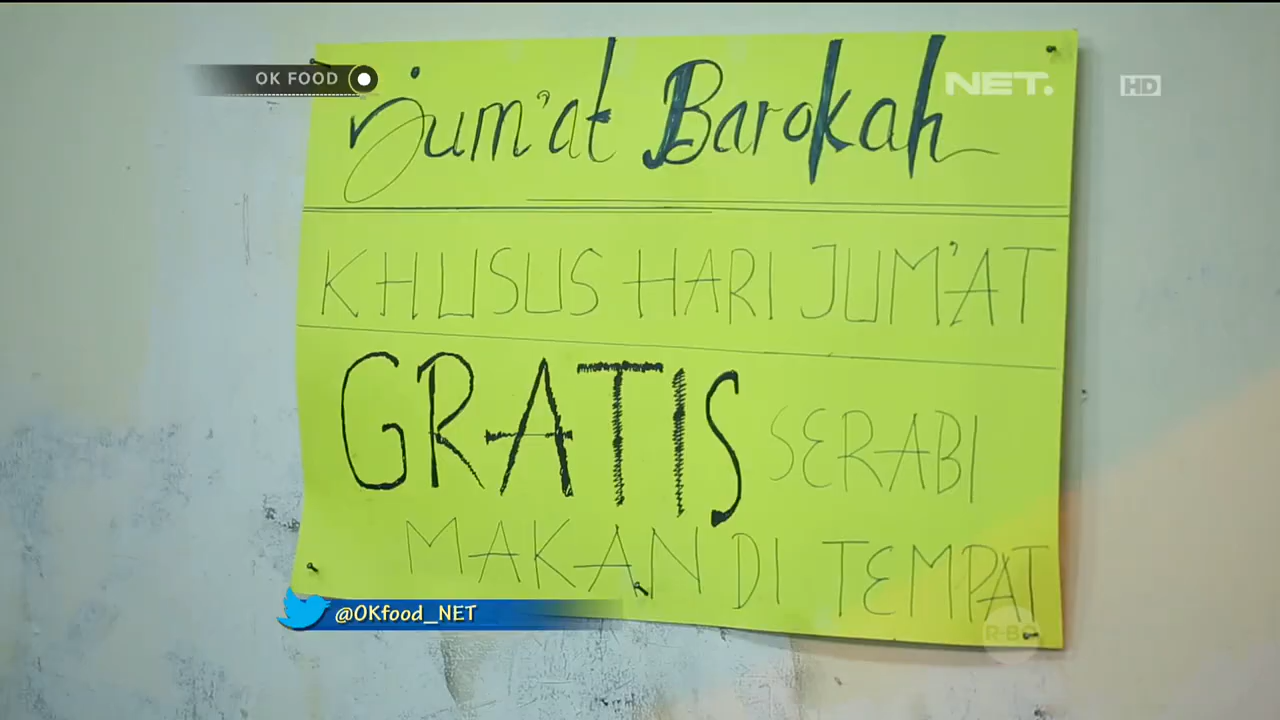 OK FOOD
NET.
HD
Jum'at Barokah
KHUSUS HARI JUM'AT
GRATIS SERABI
MAKAN DI TEMPAT
@OKfood_NET